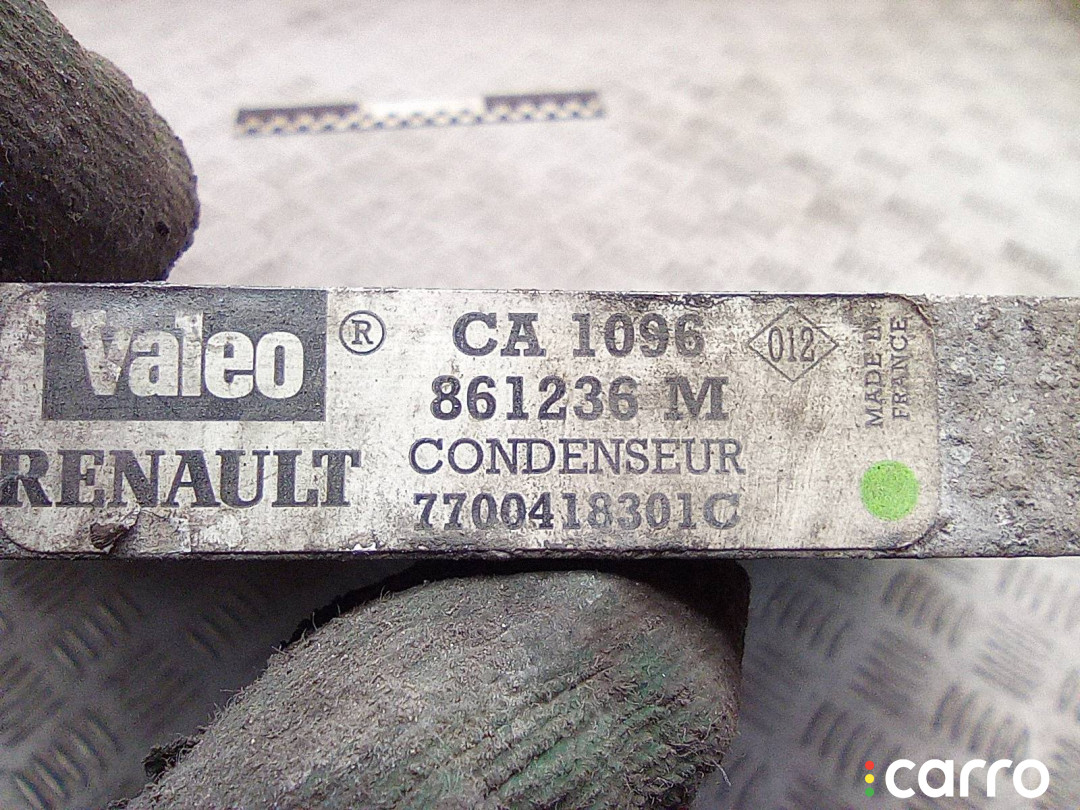 Valeo ®
RENAULT
CA 1096
861236 M
CONDENSEUR
7700418301C
012
MADE IN
FRANCE
carro